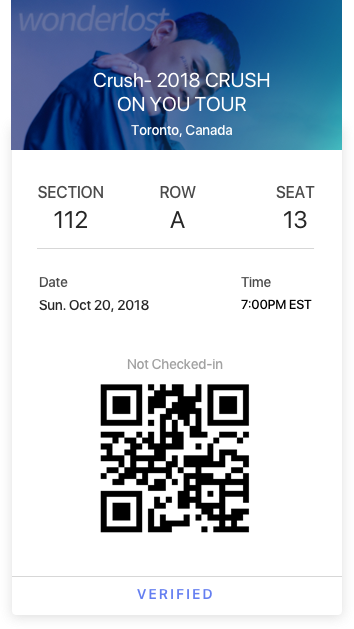 wonderlost
Crush- 2018 CRUSH
ON YOU TOUR
Toronto, Canada
SECTION ROW SEAT
112 A 13
Date Time
Sun. Oct 20, 2018 7:00PM EST
Not Checked-in
VERIFIED